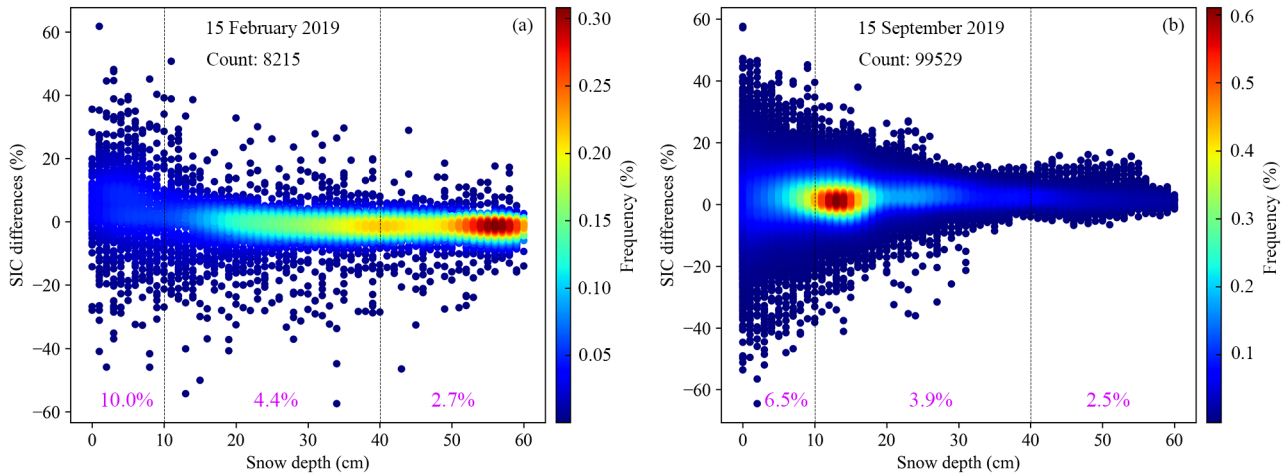 15 February 2019
(a)
Count: 8215
60
40
20
0
−20
−40
−60
SIC differences (%)
10.0%
4.4%
2.7%
0 10 20 30 40 50 60
Snow depth (cm)
0.30
0.25
0.20
0.15
0.10
0.05
Frequency (%)
15 September 2019
(b)
Count: 99529
60
40
20
0
−20
−40
−60
SIC differences (%)
6.5%
3.9%
2.5%
0 10 20 30 40 50 60
Snow depth (cm)
0.6
0.5
0.4
0.3
0.2
0.1
Frequency (%)